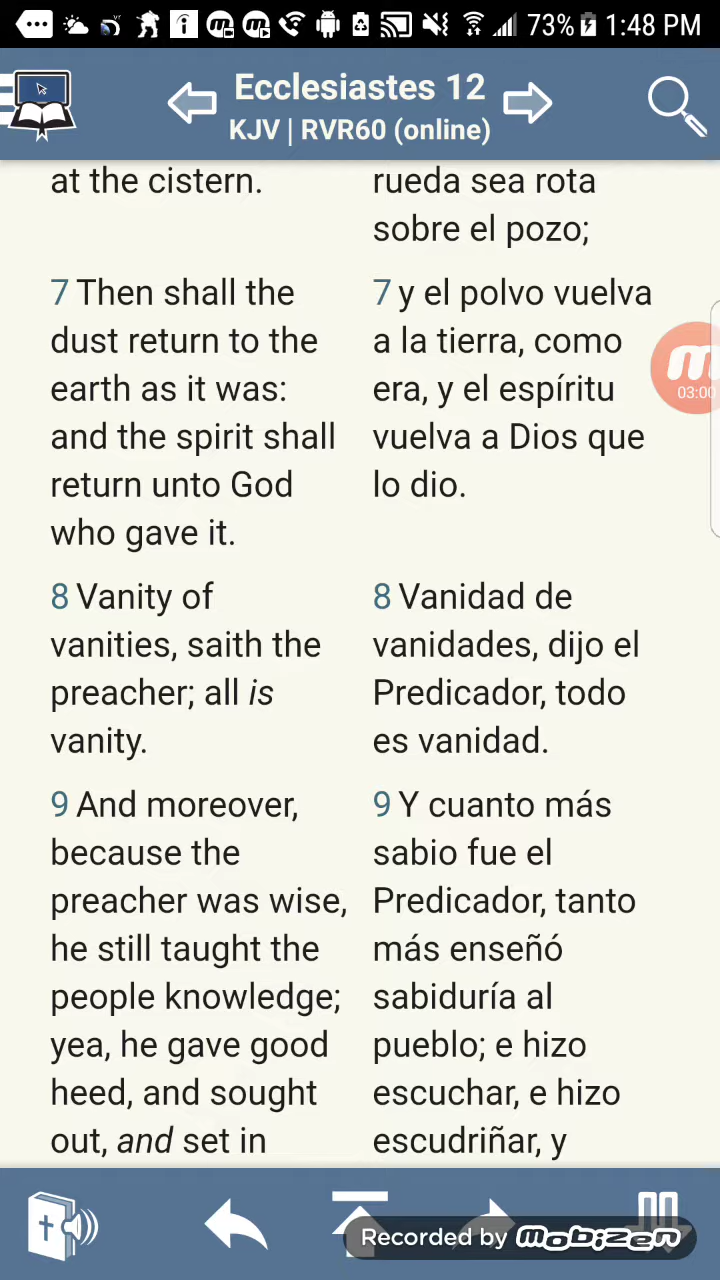 73% 1:48 PM
Ecclesiastes 12
KJV | RVR60 (online)
at the cistern.
7 Then shall the
dust return to the
earth as it was:
and the spirit shall
return unto God
who gave it.
8 Vanity of
vanities, saith the
preacher; all is
vanity.
9 And moreover,
because the
preacher was wise,
he still taught the
people knowledge;
yea, he gave good
heed, and sought
out, and set in
rueda sea rota
sobre el pozo;
7 y el polvo vuelva
a la tierra, como
era, y el espíritu
vuelva a Dios que
lo dio.
8 Vanidad de
vanidades, dijo el
Predicador, todo
es vanidad.
9 Y cuanto más
sabio fue el
Predicador, tanto
más enseñó
sabiduría al
pueblo; e hizo
escuchar, e hizo
escudriñar, y
m
03:00
Recorded by mobizen